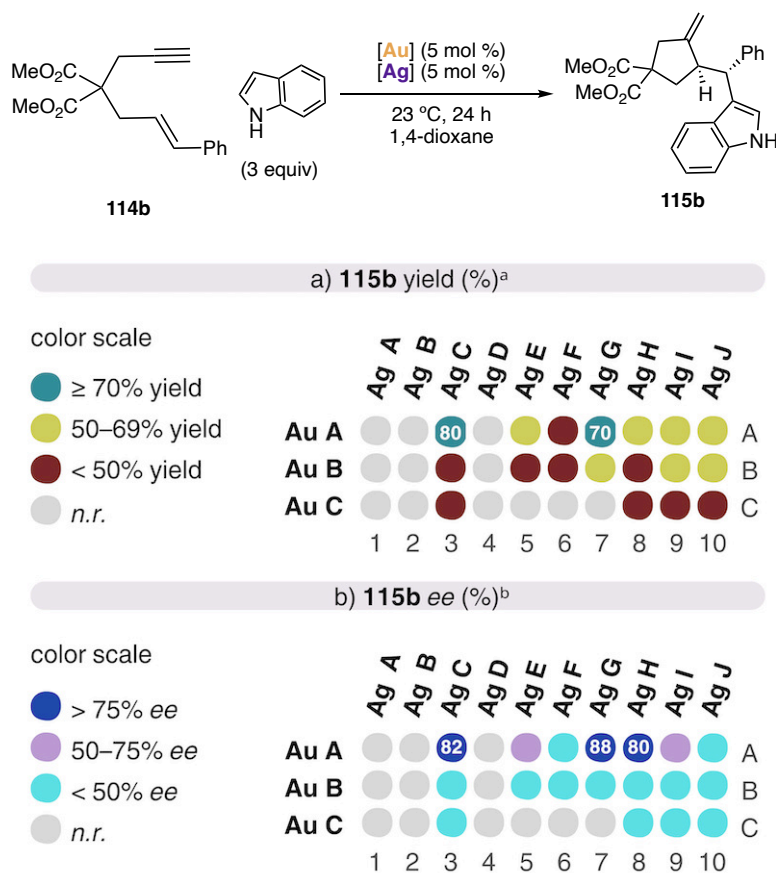 MeO₂C
MeO₂C
Ph
114b
N
H
(3 equiv)
[Au] (5 mol %)
[Ag] (5 mol %)
23 ºC, 24 h
1,4-dioxane
MeO₂C
MeO₂C
H
Ph
NH
115b
a) 115b yield (%)ᵃ
color scale
≥ 70% yield
50–69% yield
< 50% yield
n.r.
Ag A Ag B Ag C Ag D Ag E Ag F Ag G Ag H Ag I Ag J
Au A 80 70 A
Au B B
Au C C
1 2 3 4 5 6 7 8 9 10
b) 115b ee (%)ᵇ
color scale
> 75% ee
50–75% ee
< 50% ee
n.r.
Ag A Ag B Ag C Ag D Ag E Ag F Ag G Ag H Ag I Ag J
Au A 82 88 80 A
Au B B
Au C C
1 2 3 4 5 6 7 8 9 10